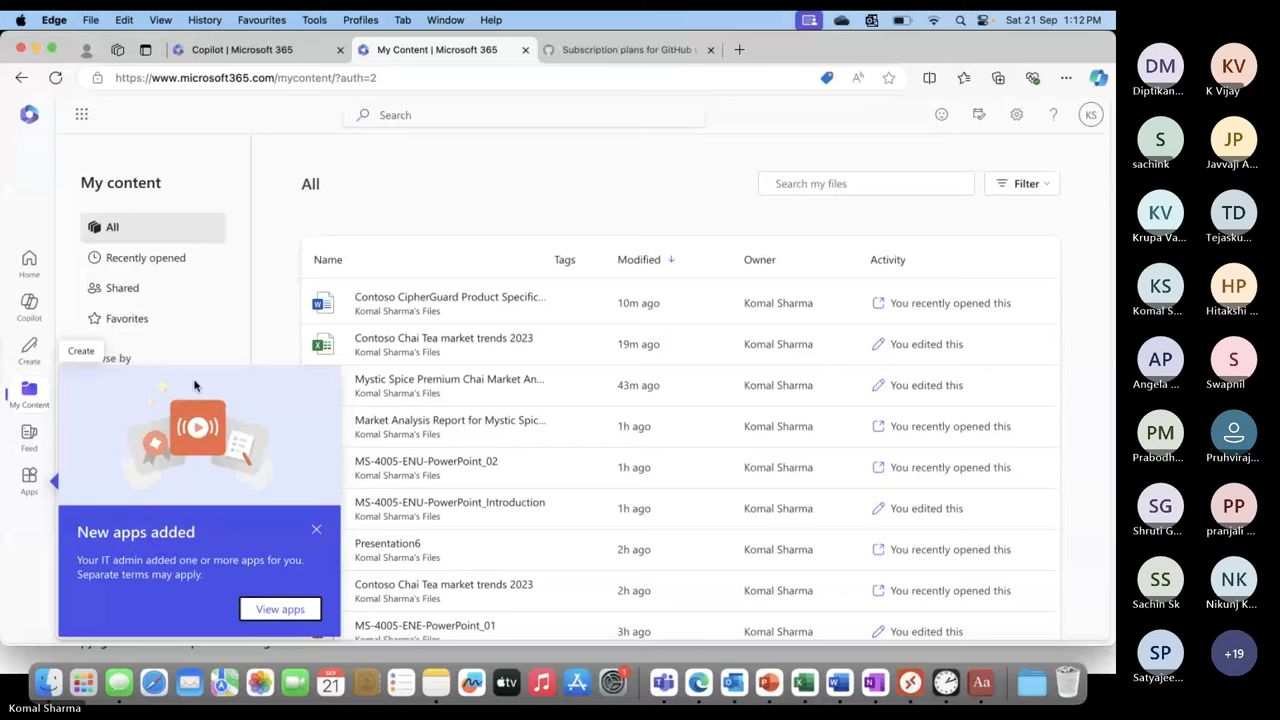 Edge File Edit View History Favourites Tools Profiles Tab Window Help Sat 21 Sep 1:12 PM
Copilot | Microsoft 365 My Content | Microsoft 365 Subscription plans for GitHub
https://www.microsoft365.com/mycontent/?auth=2
Search
KS
My content
All
Recently opened
Shared
Favorites
Home
Copilot
Create
My Content
Feed
Apps
Create
New apps added
Your IT admin added one or more apps for you.
Separate terms may apply.
View apps
All
Search my files
Filter
Name Tags Modified Owner Activity
Contoso CipherGuard Product Specific... 10m ago Komal Sharma You recently opened this
Komal Sharma's Files
Contoso Chai Tea market trends 2023 19m ago Komal Sharma You edited this
Komal Sharma's Files
Mystic Spice Premium Chai Market An... 43m ago Komal Sharma You edited this
Komal Sharma's Files
Market Analysis Report for Mystic Spic... 1h ago Komal Sharma You recently opened this
Komal Sharma's Files
MS-4005-ENU-PowerPoint_02 1h ago Komal Sharma You recently opened this
Komal Sharma's Files
MS-4005-ENU-PowerPoint_Introduction 1h ago Komal Sharma You edited this
Komal Sharma's Files
Presentation6 2h ago Komal Sharma You recently opened this
Komal Sharma's Files
Contoso Chai Tea market trends 2023 2h ago Komal Sharma You recently opened this
Komal Sharma's Files
MS-4005-ENE-PowerPoint_01 3h ago Komal Sharma You edited this
SEP
21
tv
1
Aa
Komal Sharma
DM KV
Diptikan... K Vijay
S JP
sachink Javvaji A...
KV TD
Krupa Va... Tejasku...
KS HP
Komal S... Hitakshi ...
AP S
Angela ... Swapnil
PM
Prabodh... Pruhviraj...
SG PP
Shruti G... pranjali ...
SS NK
Sachin Sk Nikunj K...
SP +19
Satyajee...